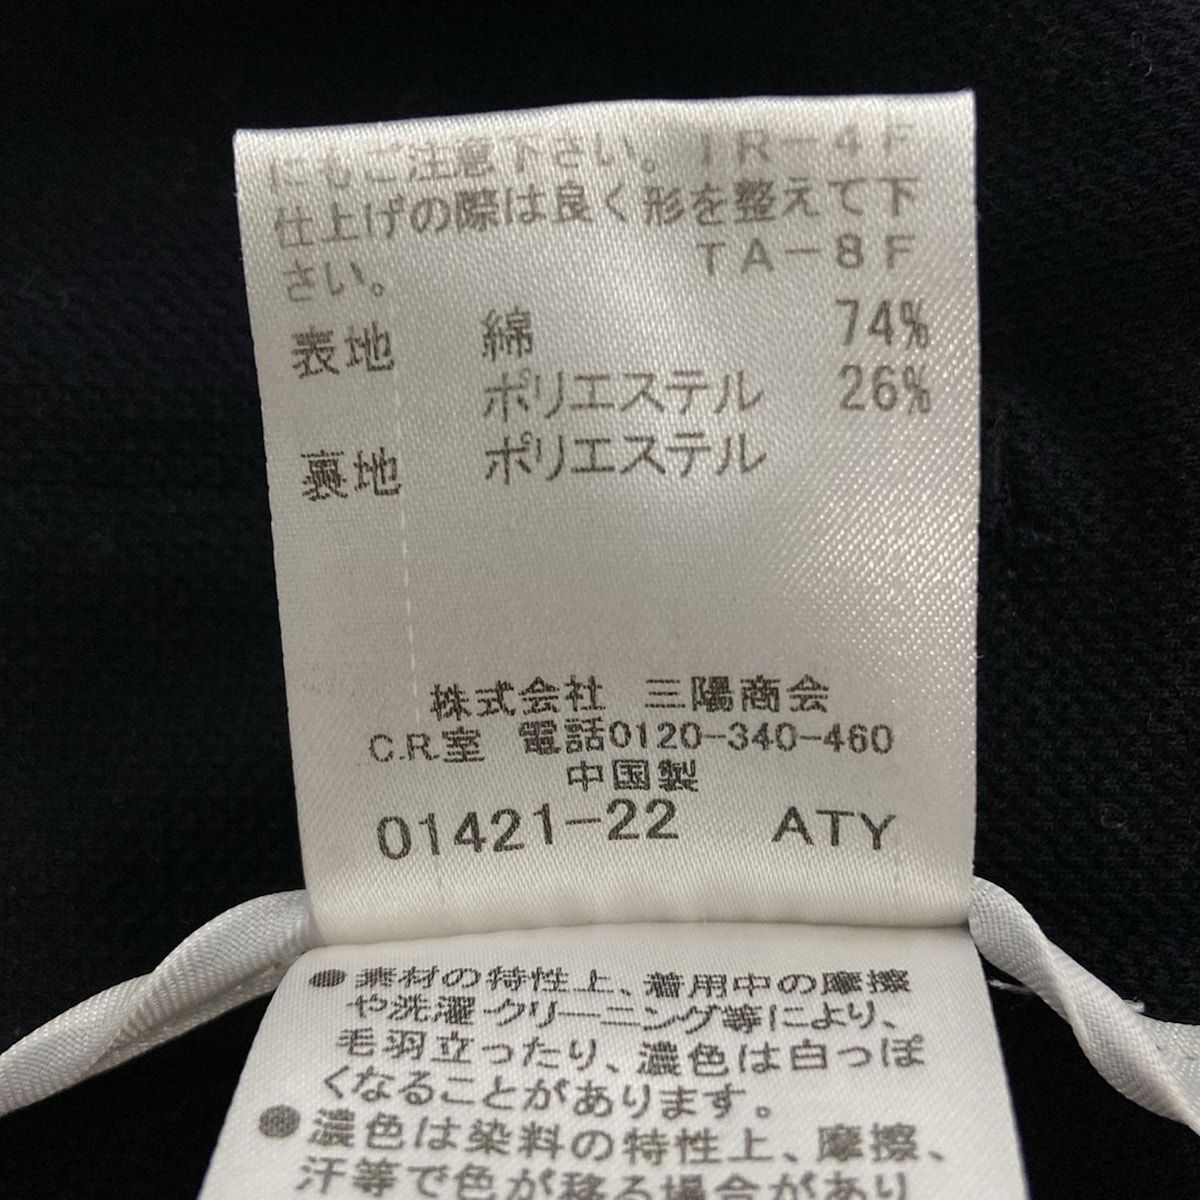 にもご注意下さい。IR-4F
仕上げの際は良く形を整えて下
さい。 TA-8F
表地 綿 74%
ポリエステル 26%
裏地 ポリエステル
株式会社 三陽商会
C.R.室 電話0120-340-460
中国製
01421-22 ATY
●素材の特性上、着用中の摩擦
や洗濯・クリーニング等により、
毛羽立ったり、濃色は白っぽ
くなることがあります。
●濃色は染料の特性上、摩擦、
汗等で色が移る場合があり